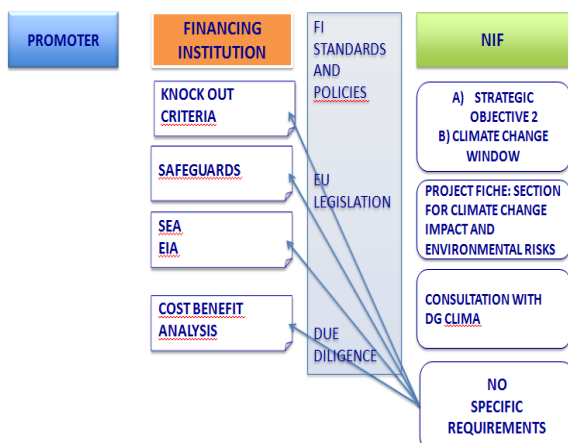 PROMOTER
FINANCING
INSTITUTION
KNOCK OUT
CRITERIA
SAFEGUARDS
SEA
EIA
COST BENEFIT
ANALYSIS
FI
STANDARDS
AND
POLICIES
EU
LEGISLATION
DUE
DILIGENCE
NIF
A) STRATEGIC
OBJECTIVE 2
B) CLIMATE CHANGE
WINDOW
PROJECT FICHE: SECTION
FOR CLIMATE CHANGE
IMPACT AND
ENVIRONMENTAL RISKS
CONSULTATION WITH
DG CLIMA
NO
SPECIFIC
REQUIREMENTS